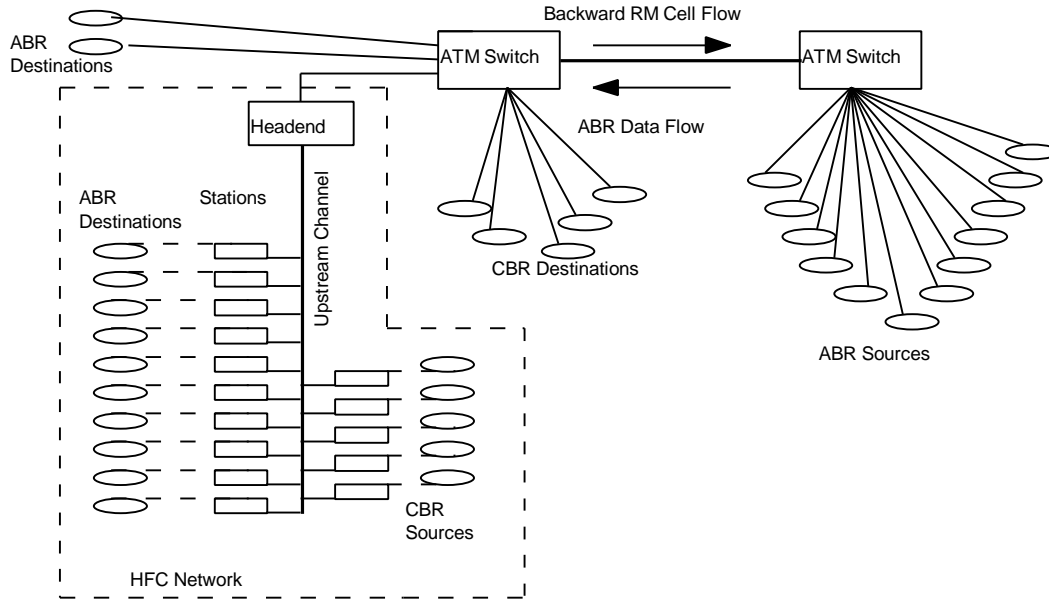 Backward RM Cell Flow
ABR
Destinations
ATM Switch
ATM Switch
ABR Data Flow
Headend
Upstream Channel
ABR
Destinations
Stations
CBR Destinations
ABR Sources
CBR
Sources
HFC Network